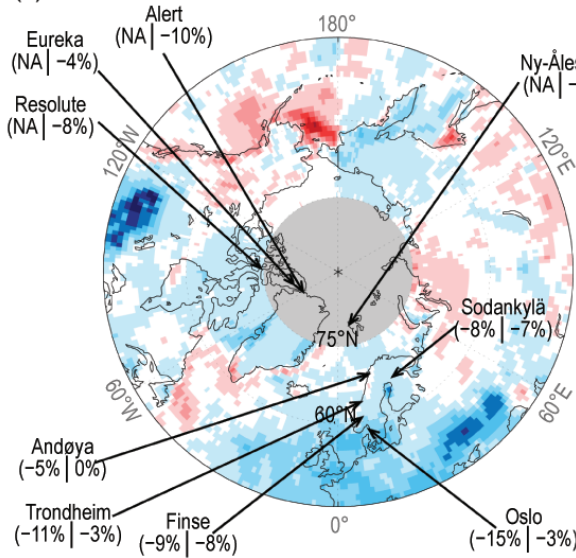 Alert
(NA | −10%)
Eureka
(NA | −4%)
Resolute
(NA | −8%)
180°
(NA | −
120°W
120°E
75°N
Sodankylä
(−8% | −7%)
60°W
60°N
60°E
Andøya
(−5% | 0%)
Trondheim
(−11% | −3%)
Finse
(−9% | −8%)
0°
Oslo
(−15% | −3%)